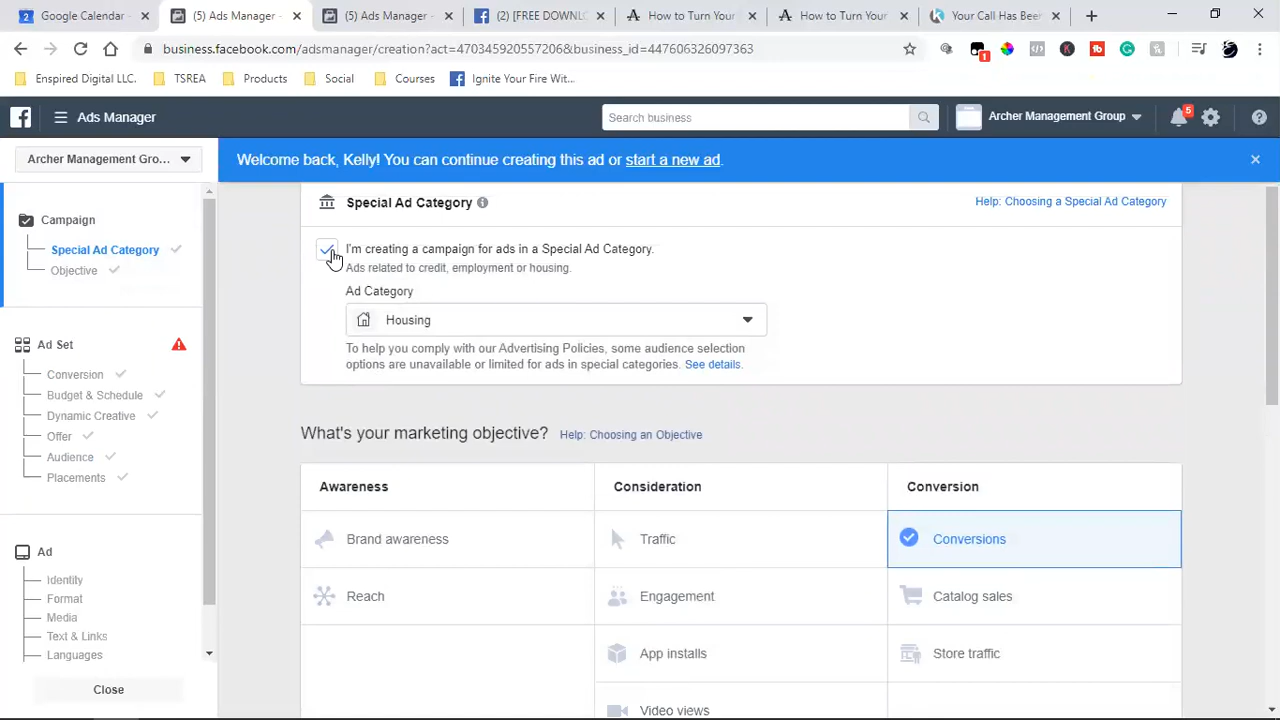 Google Calendar -
(5) Ads Manager -
(5) Ads Manager -
(2) [FREE DOWNL
How to Turn Your
How to Turn Your
Your Call Has Been
business.facebook.com/adsmanager/creation?act=470345920557206&business_id=447606326097363
1
Enspired Digital LLC.
TSREA
Products
Social
Courses
Ignite Your Fire Wit...
Ads Manager
Search business
Archer Management Group
5
Archer Management Gro...
Welcome back, Kelly! You can continue creating this ad or start a new ad.
Campaign
Special Ad Category
Objective
Ad Set
Conversion
Budget & Schedule
Dynamic Creative
Offer
Audience
Placements
Ad
Identity
Format
Media
Text & Links
Languages
Close
Special Ad Category
Help: Choosing a Special Ad Category
I'm creating a campaign for ads in a Special Ad Category.
Ads related to credit, employment or housing.
Ad Category
Housing
To help you comply with our Advertising Policies, some audience selection
options are unavailable or limited for ads in special categories. See details.
What's your marketing objective?
Help: Choosing an Objective
Awareness
Consideration
Conversion
Brand awareness
Traffic
Conversions
Reach
Engagement
Catalog sales
App installs
Store traffic
Video views